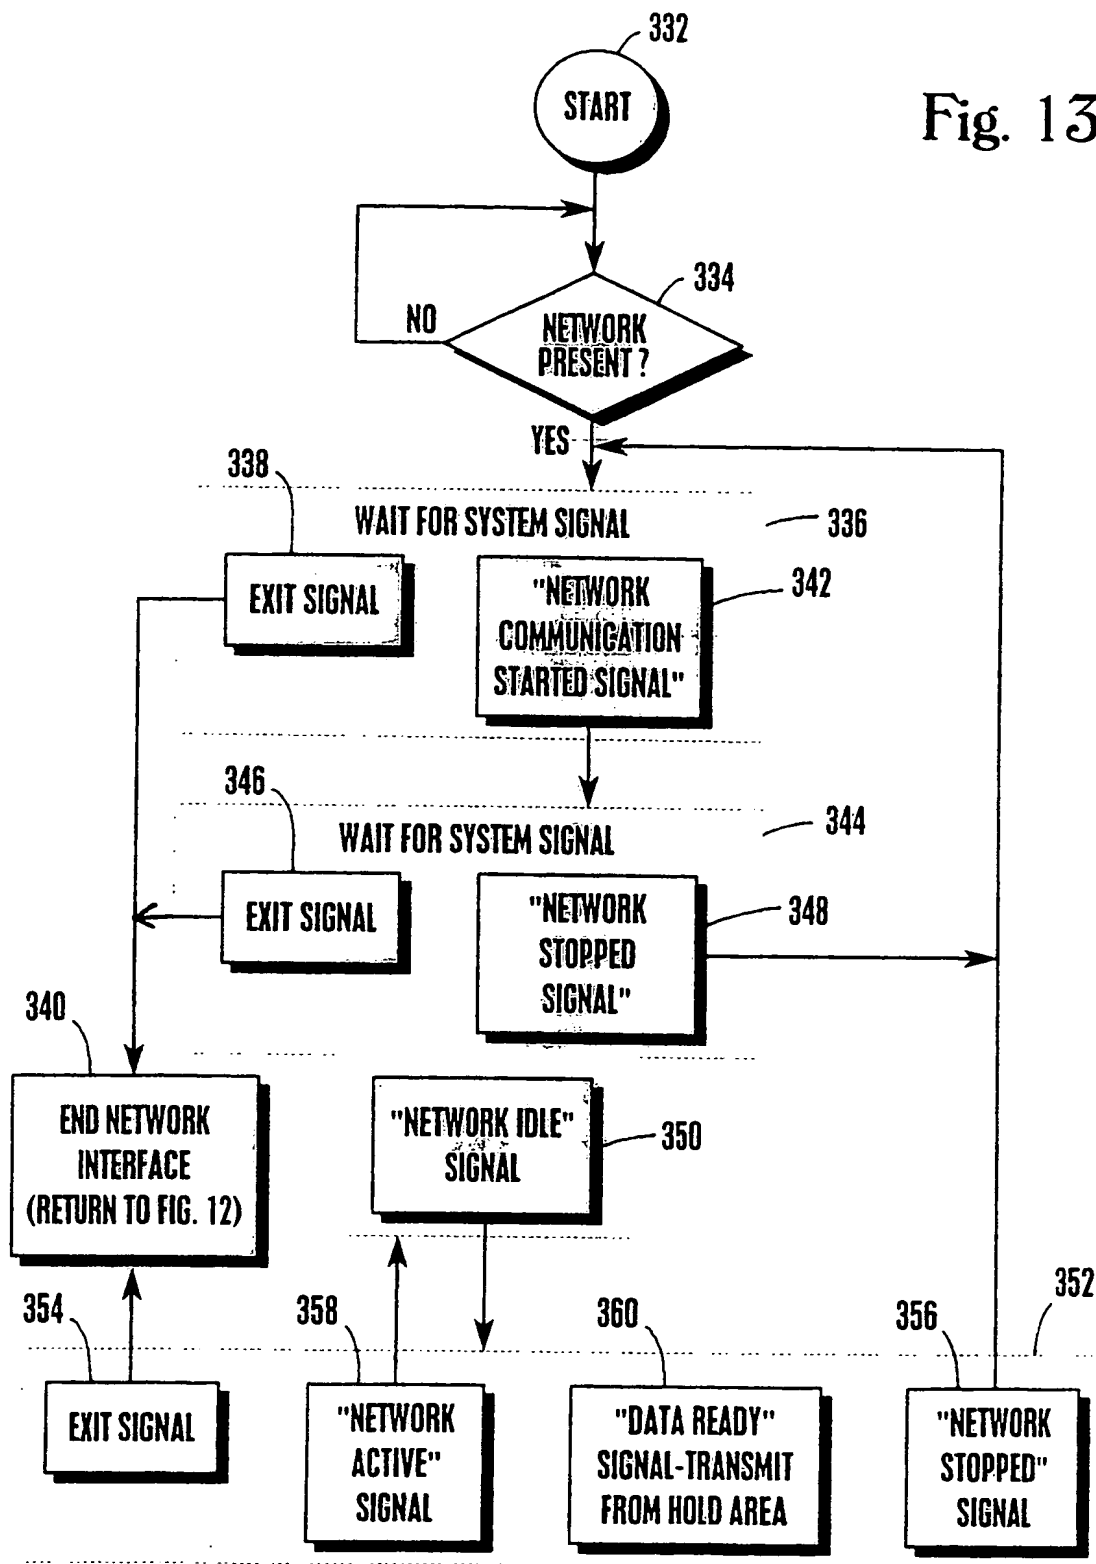 332
START
Fig. 13
334
NETWORK
PRESENT ?
NO
YES
338
WAIT FOR SYSTEM SIGNAL
336
EXIT SIGNAL
"NETWORK
COMMUNICATION
STARTED SIGNAL"
342
346
WAIT FOR SYSTEM SIGNAL
344
EXIT SIGNAL
"NETWORK
STOPPED
SIGNAL"
348
340
END NETWORK
INTERFACE
(RETURN TO FIG. 12)
"NETWORK IDLE"
SIGNAL
350
354
358
360
356
352
EXIT SIGNAL
"NETWORK
ACTIVE"
SIGNAL
"DATA READY"
SIGNAL-TRANSMIT
FROM HOLD AREA
"NETWORK
STOPPED"
SIGNAL